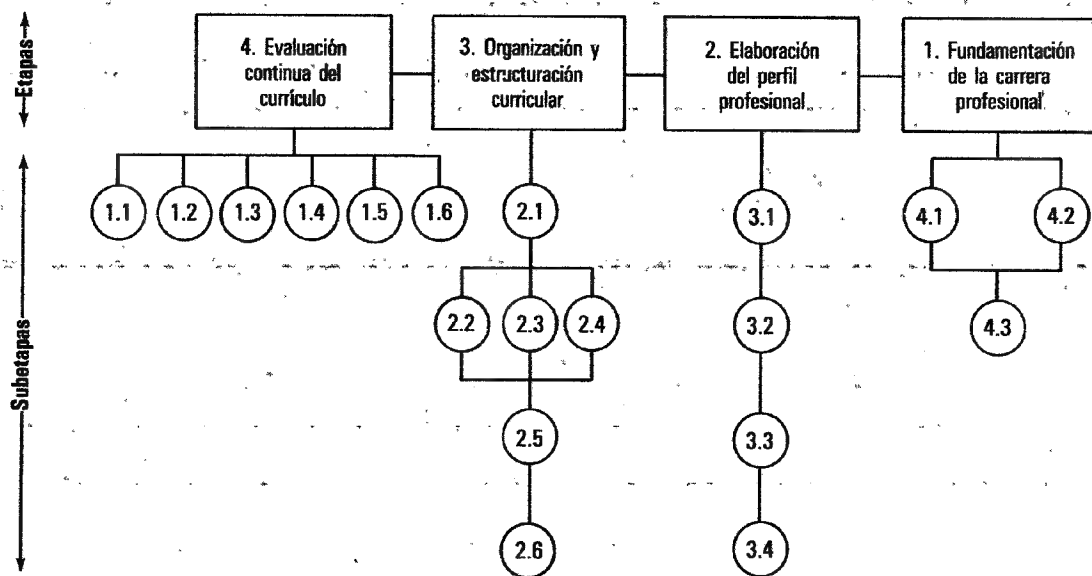 Etapas
4. Evaluación
continua del
currículo
3. Organización y
estructuración
curricular
2. Elaboración
del perfil
profesional
1. Fundamentación
de la carrera
profesional
Subetapas
1.1
1.2
1.3
1.4
1.5
1.6
2.1
3.1
4.1
4.2
2.2
2.3
2.4
3.2
4.3
2.5
3.3
2.6
3.4